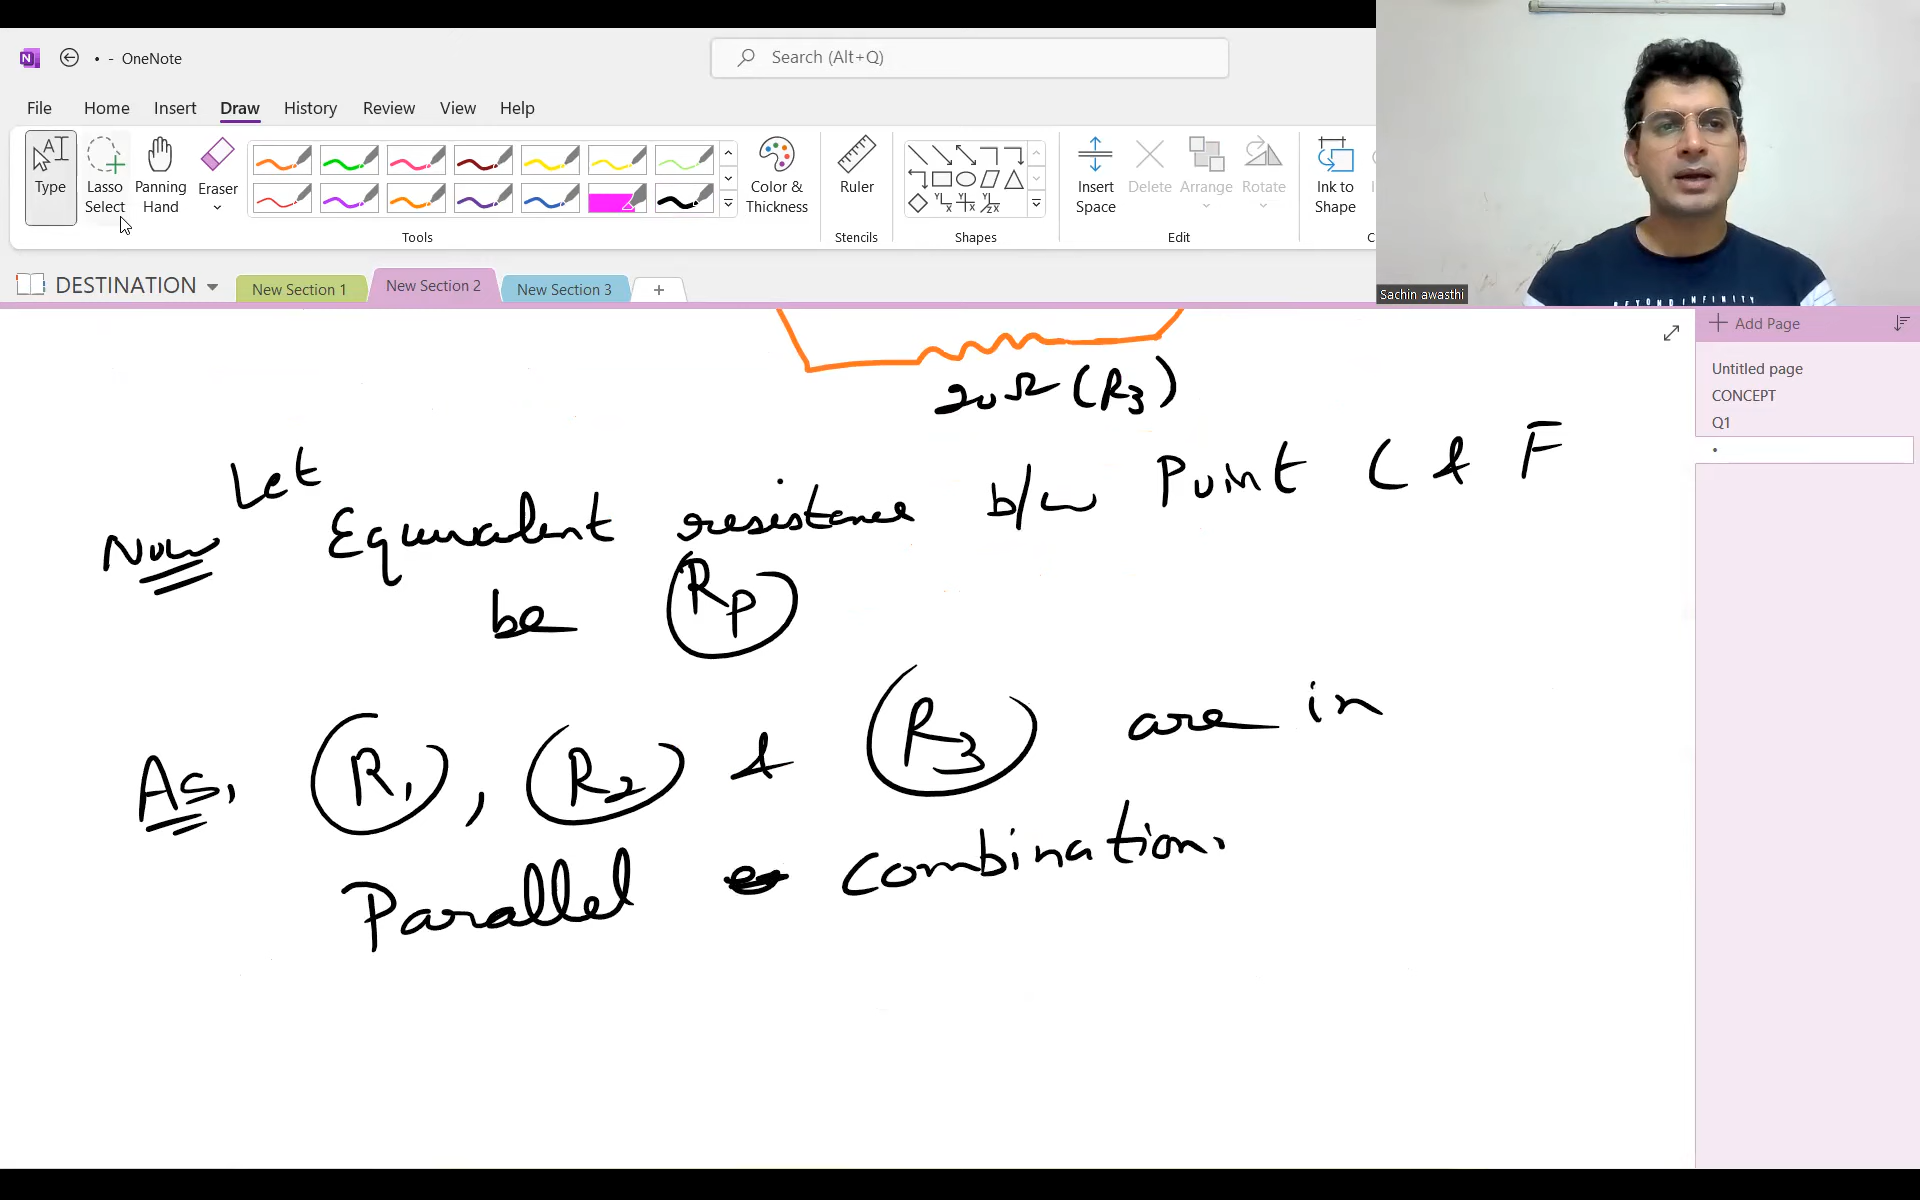 • - OneNote
Search (Alt+Q)
File Home Insert Draw History Review View Help
Type
Lasso Select
Panning Hand
Eraser
Color & Thickness
Ruler
Insert Space
Delete
Arrange
Rotate
Ink to Shape
Tools
Stencils
Shapes
Edit
C
Sachin awasthi
BEYOND INFINITY
DESTINATION
New Section 1
New Section 2
New Section 3
Add Page
Untitled page
CONCEPT
Q1
•
20Ω (R3)
Now Let Equivalent resistance b/w Point C & F
be Rp
As, R1, R2 & R3 are in
Parallel combination.